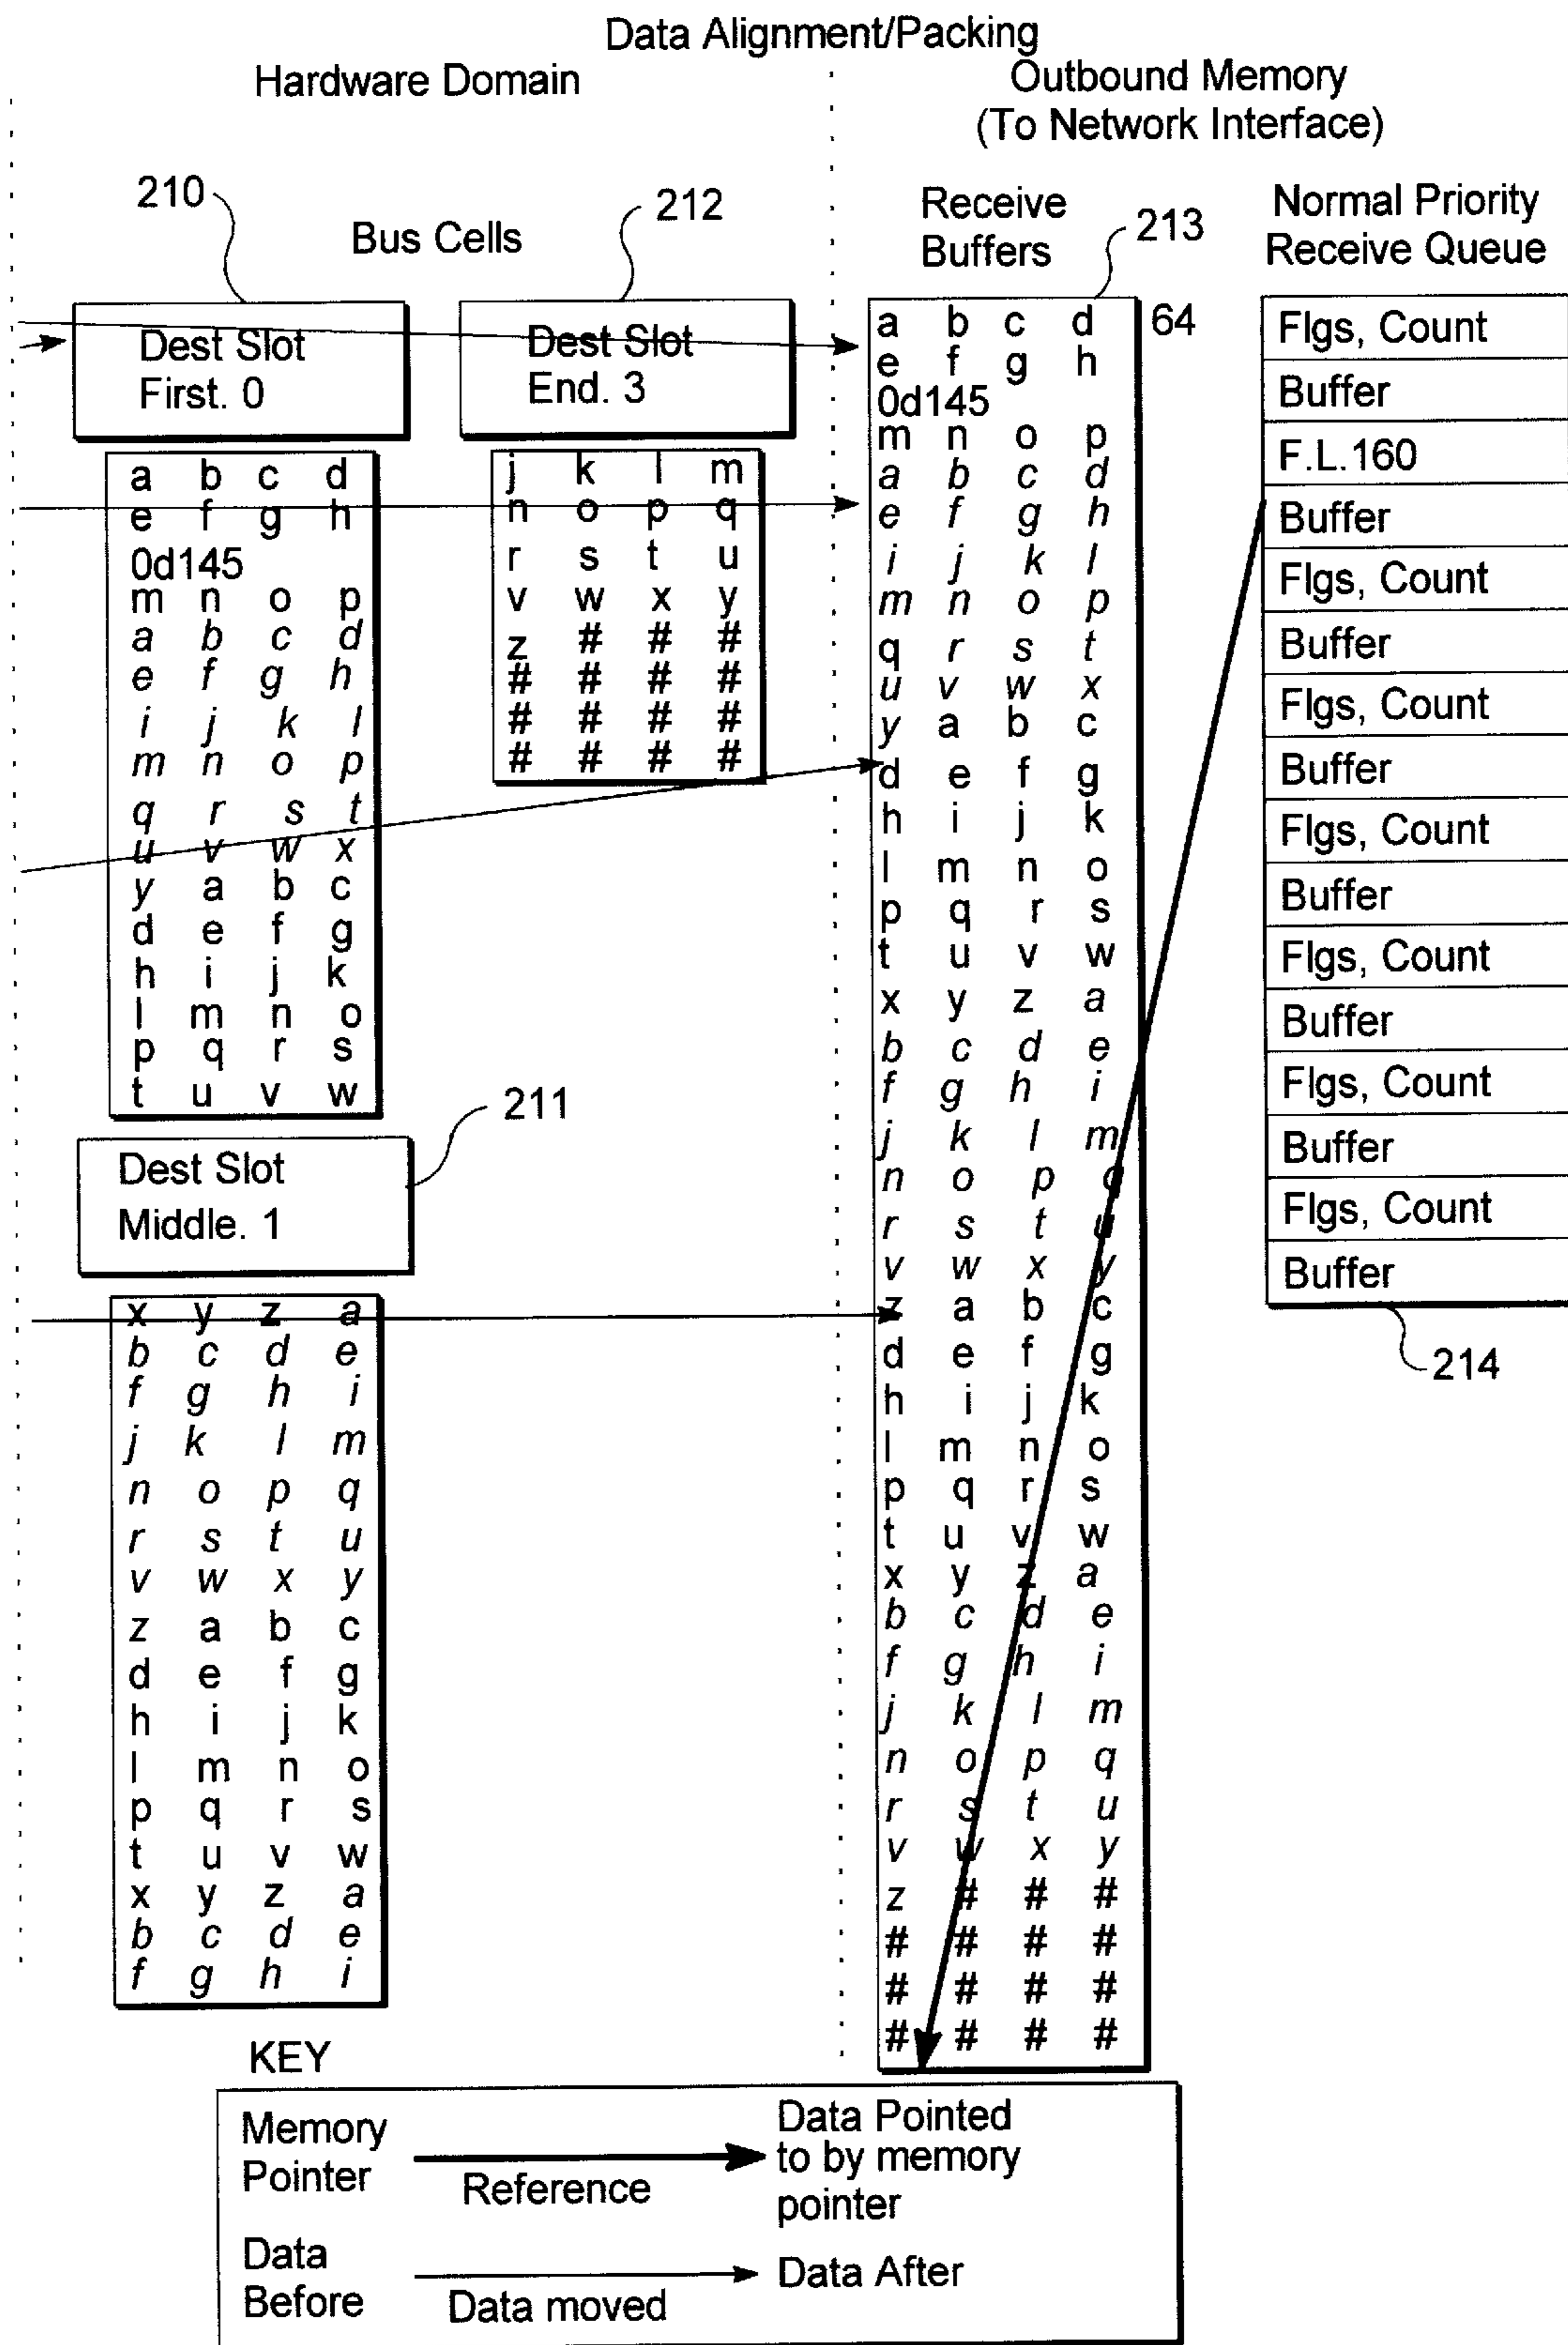 Data Alignment/Packing
Hardware Domain
Outbound Memory
(To Network Interface)
210
Bus Cells
212
Receive
Buffers
213
Normal Priority
Receive Queue
Dest Slot
First. 0
a b c d
e f g h
0d145
m n o p
a b c d
e f g h
i j k l
m n o p
q r s t
u v w x
y a b c
d e f g
h i j k
l m n o
p q r s
t u v w
Dest Slot
End. 3
j k l m
n o p q
r s t u
v w x y
z # # #
# # # #
# # # #
# # # #
211
Dest Slot
Middle. 1
x y z a
b c d e
f g h i
j k l m
n o p q
r s t u
v w x y
z a b c
d e f g
h i j k
l m n o
p q r s
t u v w
x y z a
b c d e
f g h i
64
a b c d
e f g h
0d145
m n o p
a b c d
e f g h
i j k l
m n o p
q r s t
u v w x
y a b c
d e f g
h i j k
l m n o
p q r s
t u v w
x y z a
b c d e
f g h i
j k l m
n o p q
r s t u
v w x y
z a b c
d e f g
h i j k
l m n o
p q r s
t u v w
x y z a
b c d e
f g h i
j k l m
n o p q
r s t u
v w x y
z # # #
# # # #
# # # #
# # # #
Flgs, Count
Buffer
F.L.160
Buffer
Flgs, Count
Buffer
Flgs, Count
Buffer
Flgs, Count
Buffer
Flgs, Count
Buffer
Flgs, Count
Buffer
Flgs, Count
Buffer
214
KEY
Memory
Pointer
Reference
Data Pointed
to by memory
pointer
Data
Before
Data moved
Data After